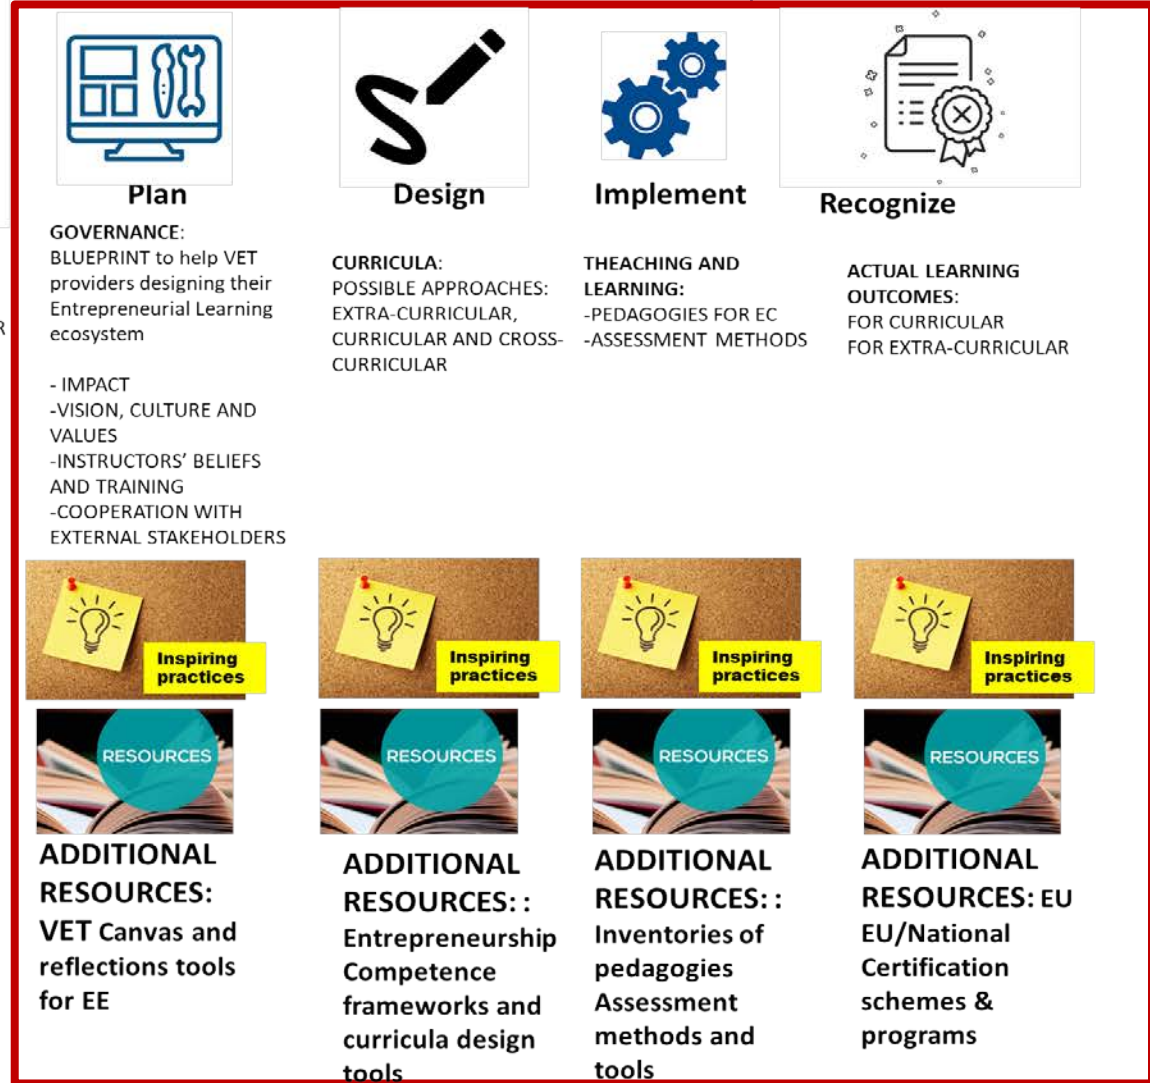 Plan
GOVERNANCE:
BLUEPRINT to help VET
providers designing their
Entrepreneurial Learning
ecosystem
- IMPACT
-VISION, CULTURE AND
VALUES
-INSTRUCTORS' BELIEFS
AND TRAINING
-COOPERATION WITH
EXTERNAL STAKEHOLDERS
Inspiring
practices
RESOURCES
ADDITIONAL
RESOURCES:
VET Canvas and
reflections tools
for EE
Design
CURRICULA:
POSSIBLE APPROACHES:
EXTRA-CURRICULAR,
CURRICULAR AND CROSS-
CURRICULAR
Inspiring
practices
RESOURCES
ADDITIONAL
RESOURCES: :
Entrepreneurship
Competence
frameworks and
curricula design
tools
Implement
THEACHING AND
LEARNING:
-PEDAGOGIES FOR EC
-ASSESSMENT METHODS
Inspiring
practices
RESOURCES
ADDITIONAL
RESOURCES: :
Inventories of
pedagogies
Assessment
methods and
tools
Recognize
ACTUAL LEARNING
OUTCOMES:
FOR CURRICULAR
FOR EXTRA-CURRICULAR
Inspiring
practices
RESOURCES
ADDITIONAL
RESOURCES: EU
EU/National
Certification
schemes &
programs
R